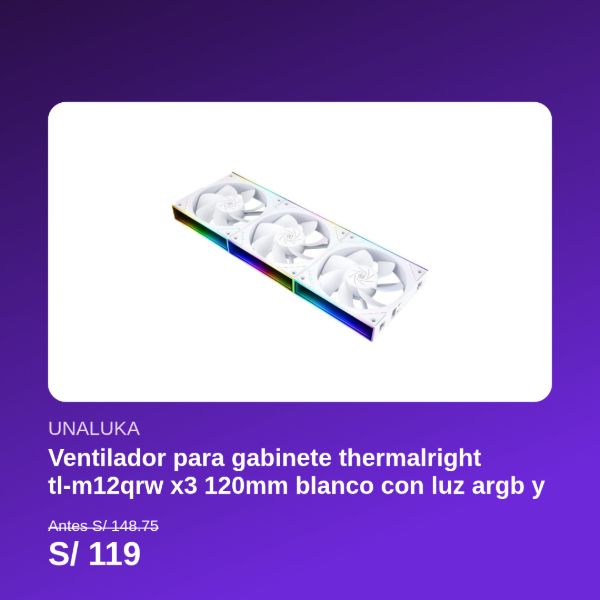 UNALUKA
Ventilador para gabinete thermalright
tl-m12qrw x3 120mm blanco con luz argb y
Antes S/ 148.75
S/ 119